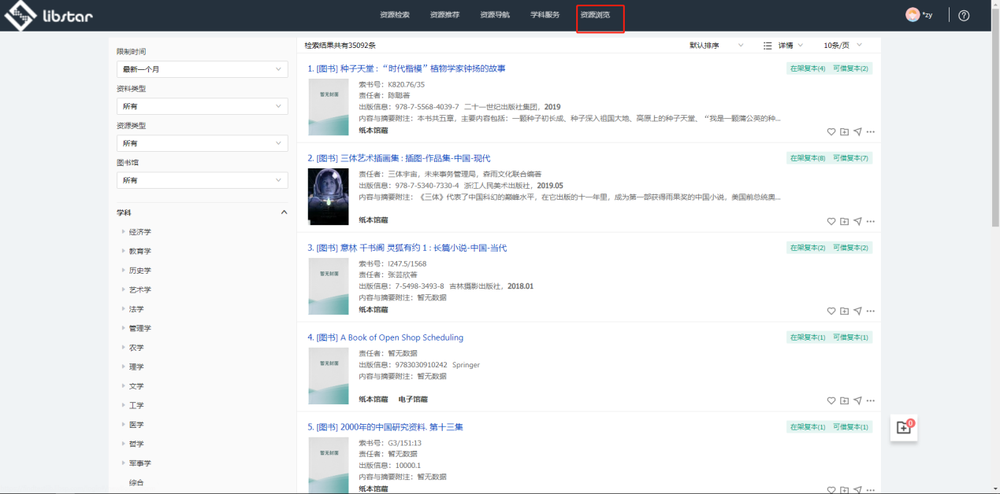 libstar
资源检索 资源推荐 资源导航 学科服务 资源浏览
*zy
限制时间
最新一个月
资料类型
所有
资源类型
所有
图书馆
所有
学科
经济学
教育学
历史学
艺术学
法学
管理学
农学
理学
文学
工学
医学
哲学
军事学
综合
检索结果共有35092条
默认排序 详情 10条/页
1. [图书] 种子天堂 : “时代楷模”植物学家钟扬的故事
在架复本(4) 可借复本(2)
暂无封面
索书号：K820.76/35
责任者：陈聪著
出版信息：978-7-5568-4039-7 二十一世纪出版社集团，2019
内容与摘要附注：本书共五章，主要内容包括：一颗种子初长成、种子深入祖国大地、高原上的种子天堂、“我是一颗蒲公英的种...
纸本馆藏
2. [图书] 三体艺术插画集 : 插图-作品集-中国-现代
在架复本(8) 可借复本(7)
责任者：三体宇宙，未来事务管理局，森雨文化联合编著
出版信息：978-7-5340-7330-4 浙江人民美术出版社，2019.05
内容与摘要附注：《三体》代表了中国科幻的巅峰水平，在它出版的十一年里，成为第一部获得雨果奖的中国小说，美国前总统奥...
纸本馆藏
3. [图书] 意林 千书阁 灵狐有约 1 : 长篇小说-中国-当代
在架复本(2) 可借复本(2)
暂无封面
索书号：I247.5/1568
责任者：张芸欣著
出版信息：7-5498-3493-8 吉林摄影出版社，2018.01
内容与摘要附注：暂无数据
纸本馆藏
4. [图书] A Book of Open Shop Scheduling
在架复本(1) 可借复本(1)
暂无封面
责任者：暂无数据
出版信息：9783030910242 Springer
内容与摘要附注：暂无数据
纸本馆藏 电子馆藏
5. [图书] 2000年的中国研究资料. 第十三集
在架复本(1) 可借复本(1)
暂无封面
索书号：G3/151:13
责任者：暂无数据
出版信息：10000.1
内容与摘要附注：暂无数据
纸本馆藏
0